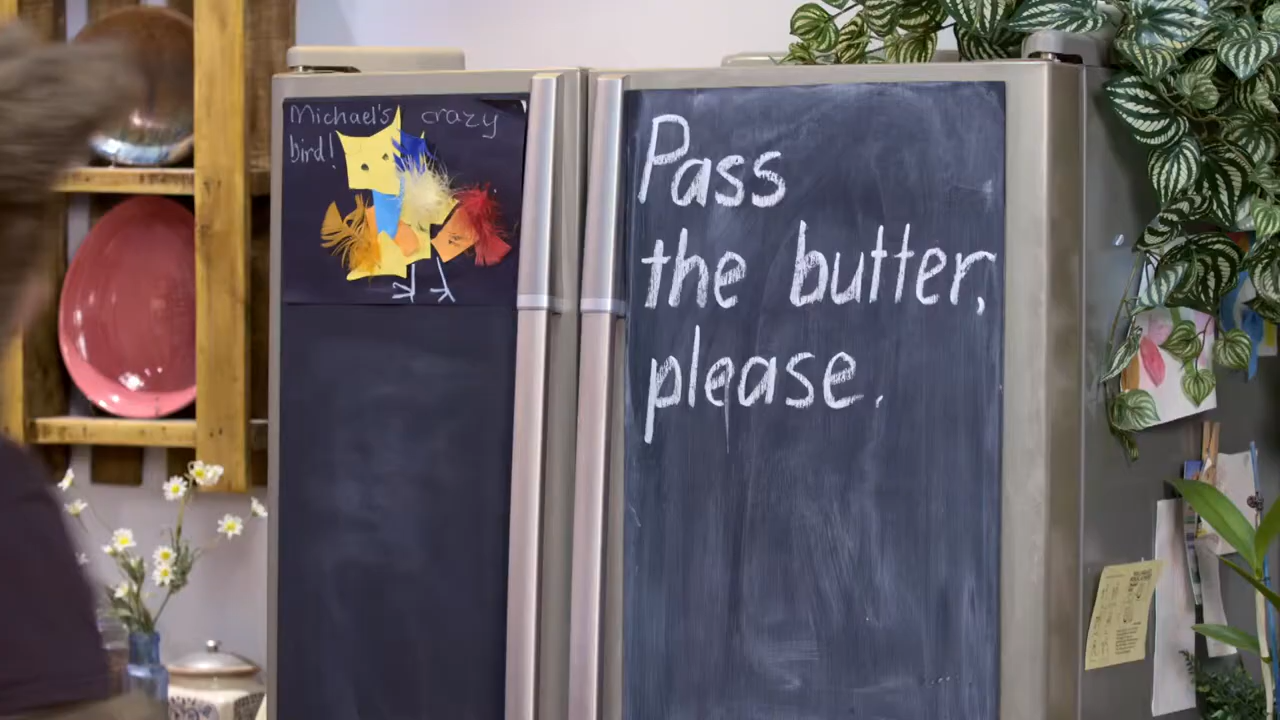 Michael's crazy
bird!
Pass
the butter,
please.